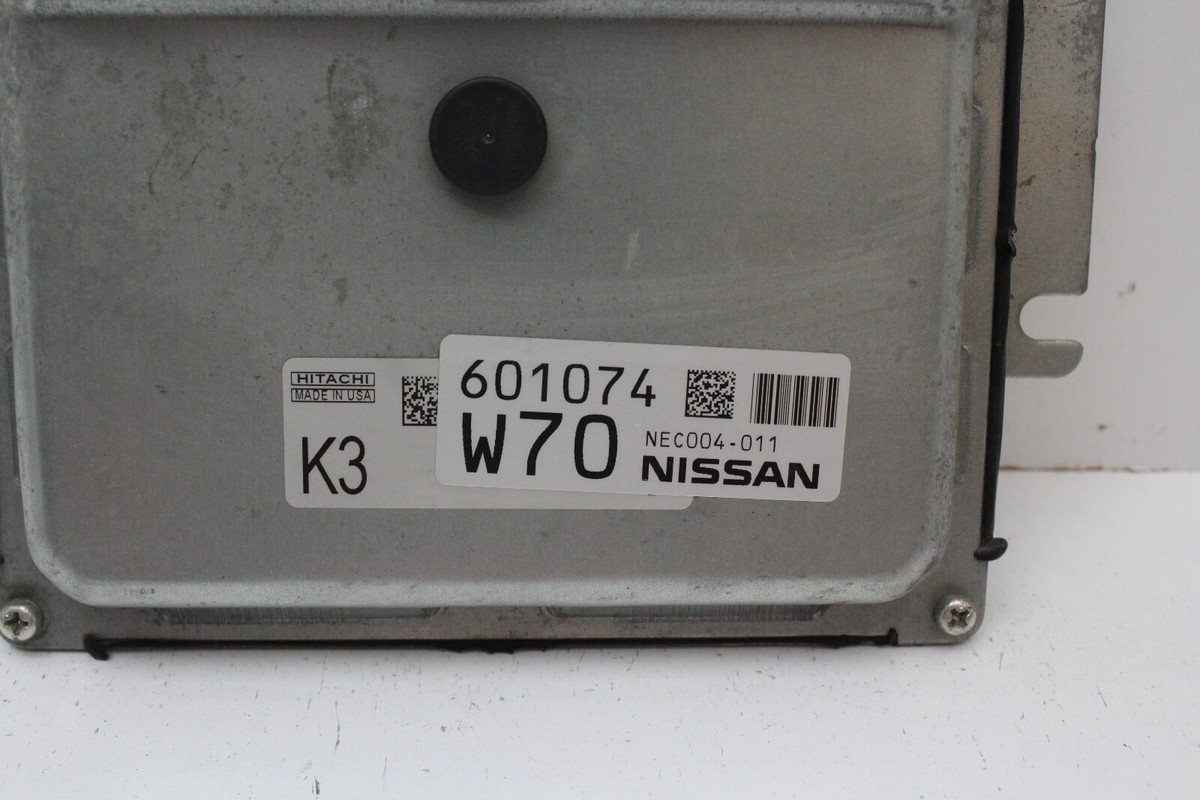 HITACHI
MADE IN USA
K3
601074
W70
NEC004-011
NISSAN